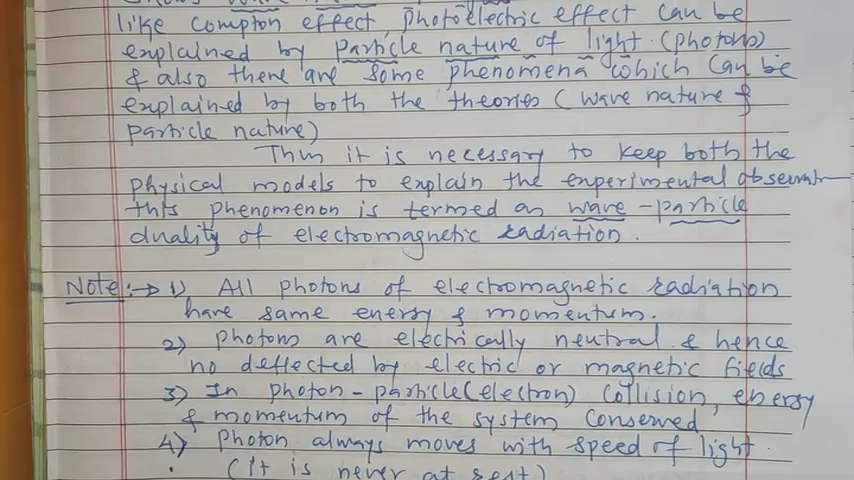 like Compton effect, photoelectric effect can be
explained by particle nature of light. (photons)
& also there are some phenomena which can be
explained by both the theories (wave nature &
particle nature)
Thus it is necessary to keep both the
physical models to explain the experimental observat
this phenomenon is termed as wave-particle
duality of electromagnetic radiation.
Note:→ 1) All photons of electromagnetic radiation
have same energy & momentum.
2) Photons are electrically neutral & hence
no deflected by electric or magnetic fields
3) In photon-particle(electron) collision, energy
& momentum of the system conserved
4) Photon always moves with speed of light.
(it is never at rest)